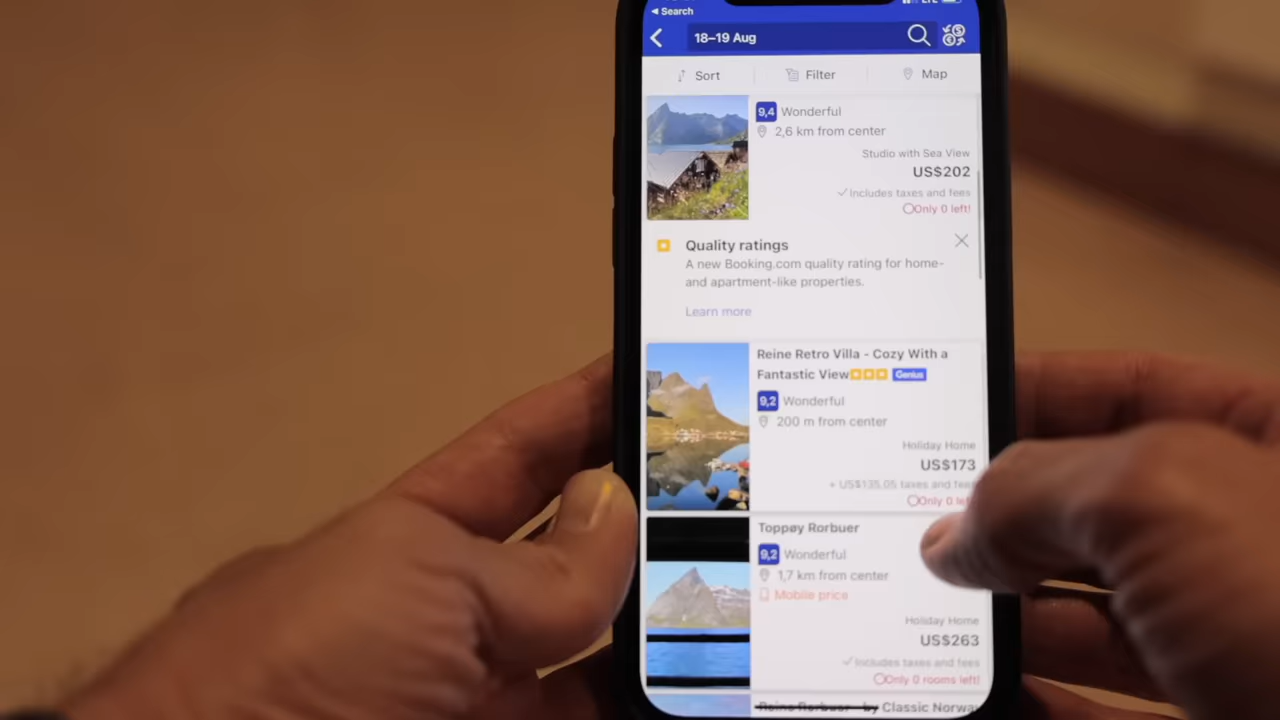 Search
18–19 Aug
Sort
Filter
Map
9,4 Wonderful
2,6 km from center
Studio with Sea View
US$202
Includes taxes and fees
Only 0 left!
Quality ratings
A new Booking.com quality rating for home-
and apartment-like properties.
Learn more
Reine Retro Villa - Cozy With a
Fantastic View Genius
9,2 Wonderful
200 m from center
Holiday Home
US$173
+ US$135.05 taxes and fees
Only 0 left
Toppøy Rorbuer
9,2 Wonderful
1,7 km from center
Mobile price
Holiday Home
US$263
Includes taxes and fees
Only 0 rooms left!
Reine Rorbuer - by Classic Norway